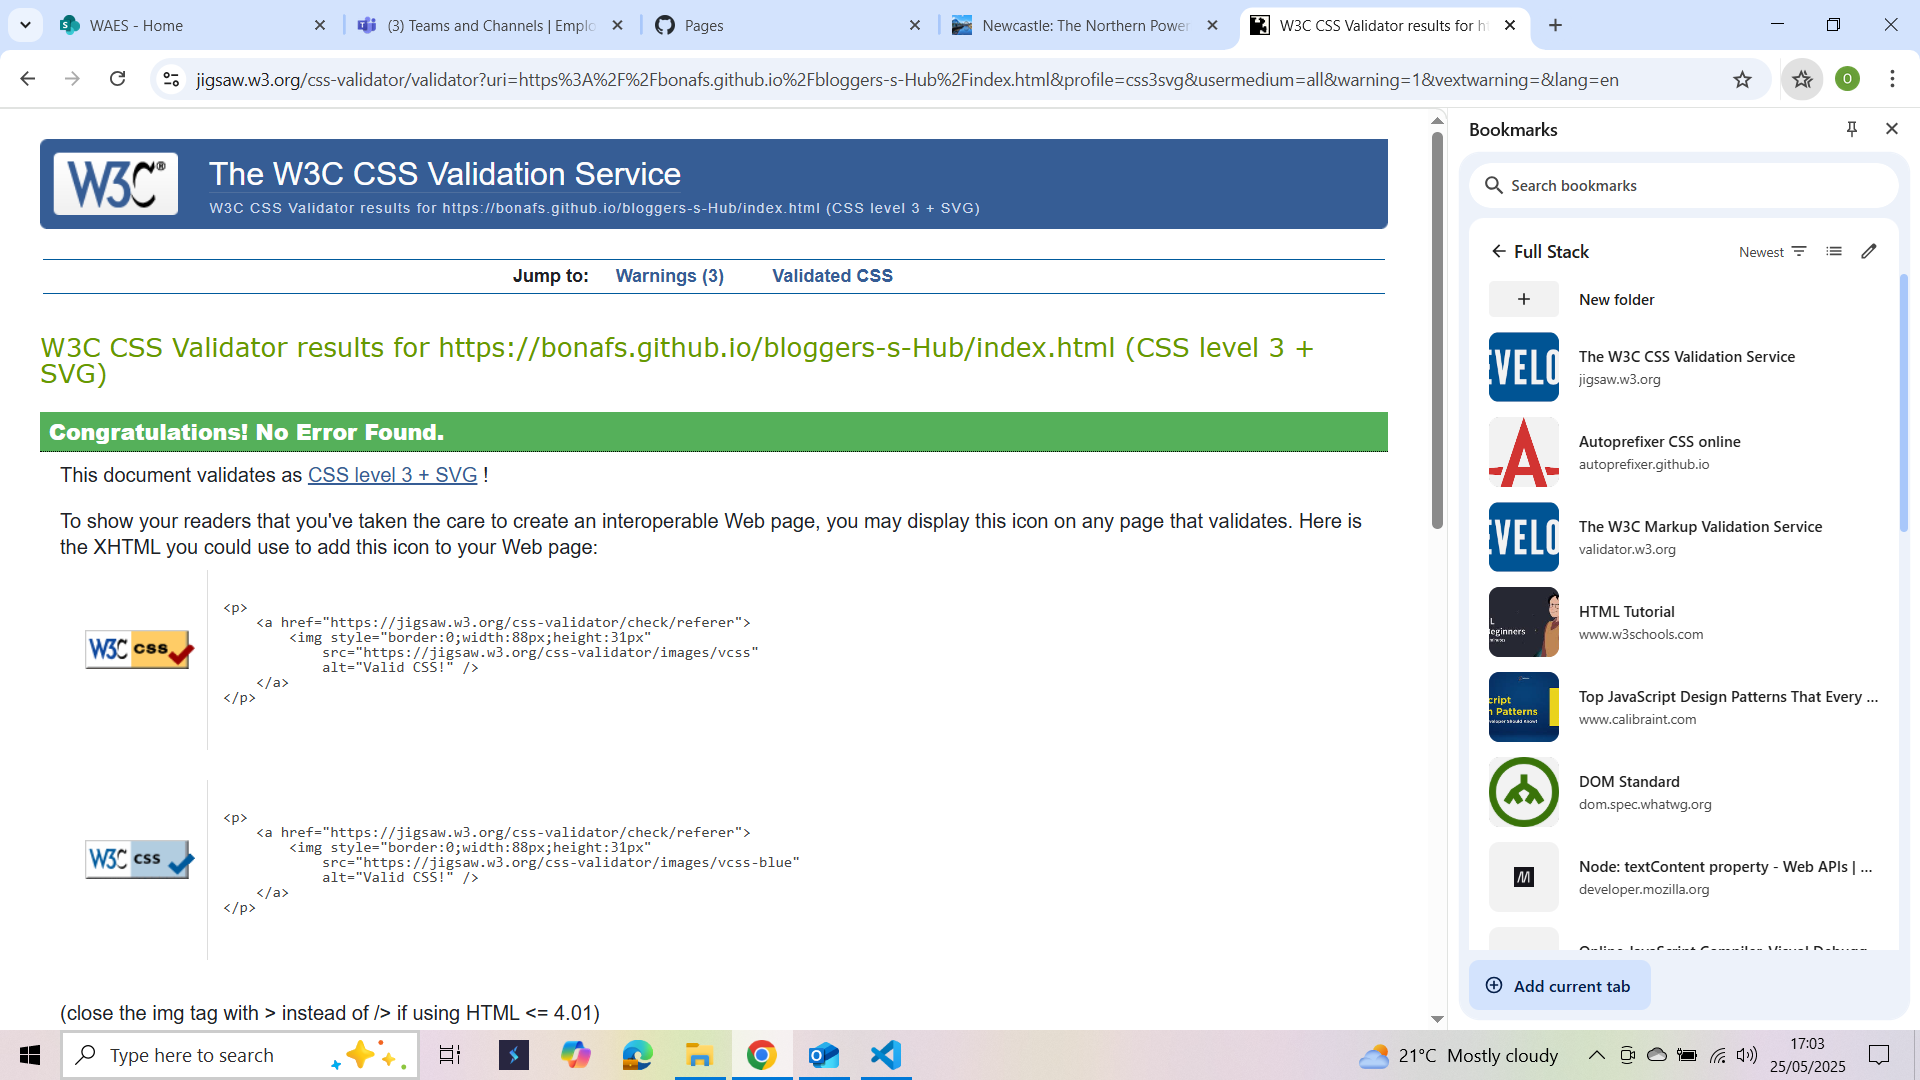 WAES - Home
(3) Teams and Channels | Emplo
Pages
Newcastle: The Northern Power
W3C CSS Validator results for ht
jigsaw.w3.org/css-validator/validator?uri=https%3A%2F%2Fbonafs.github.io%2Fbloggers-s-Hub%2Findex.html&profile=css3svg&usermedium=all&warning=1&vextwarning=&lang=en
O
W3C®
The W3C CSS Validation Service
W3C CSS Validator results for https://bonafs.github.io/bloggers-s-Hub/index.html (CSS level 3 + SVG)
Jump to: Warnings (3) Validated CSS
W3C CSS Validator results for https://bonafs.github.io/bloggers-s-Hub/index.html (CSS level 3 +
SVG)
Congratulations! No Error Found.
This document validates as CSS level 3 + SVG !
To show your readers that you've taken the care to create an interoperable Web page, you may display this icon on any page that validates. Here is
the XHTML you could use to add this icon to your Web page:
W3C css
<p>
<a href="https://jigsaw.w3.org/css-validator/check/referer">
<img style="border:0;width:88px;height:31px"
src="https://jigsaw.w3.org/css-validator/images/vcss"
alt="Valid CSS!" />
</a>
</p>
W3C css
<p>
<a href="https://jigsaw.w3.org/css-validator/check/referer">
<img style="border:0;width:88px;height:31px"
src="https://jigsaw.w3.org/css-validator/images/vcss-blue"
alt="Valid CSS!" />
</a>
</p>
(close the img tag with > instead of /> if using HTML <= 4.01)
Bookmarks
Search bookmarks
Full Stack
Newest
New folder
EVELO
The W3C CSS Validation Service
jigsaw.w3.org
Autoprefixer CSS online
autoprefixer.github.io
EVELO
The W3C Markup Validation Service
validator.w3.org
L
eginners
HTML Tutorial
www.w3schools.com
cript
n Patterns
Top JavaScript Design Patterns That Every ...
www.calibraint.com
DOM Standard
dom.spec.whatwg.org
Node: textContent property - Web APIs | ...
developer.mozilla.org
Online JavaScript Compiler, Visual Debugg
Add current tab
Type here to search
21°C Mostly cloudy
17:03
25/05/2025